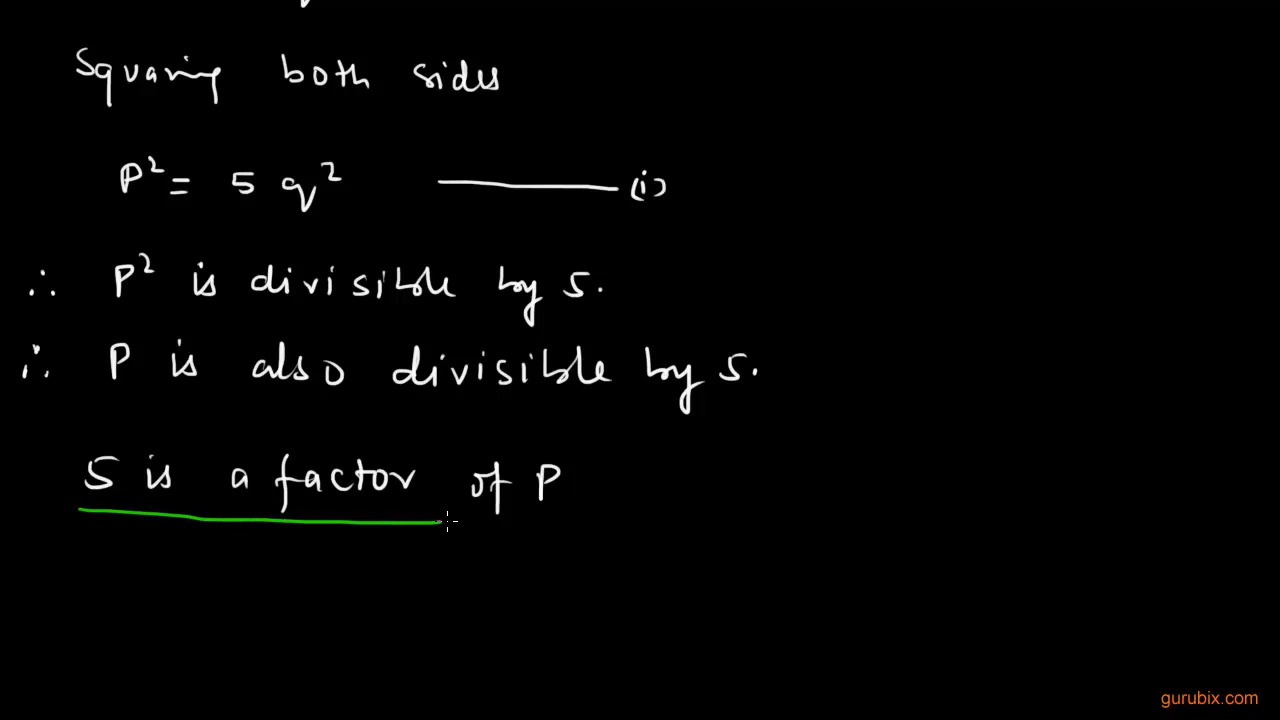 Squaring both sides
P² = 5 q² ——— (i)
∴ P² is divisible by 5.
∴ P is also divisible by 5.
5 is a factor of P
gurubix.com